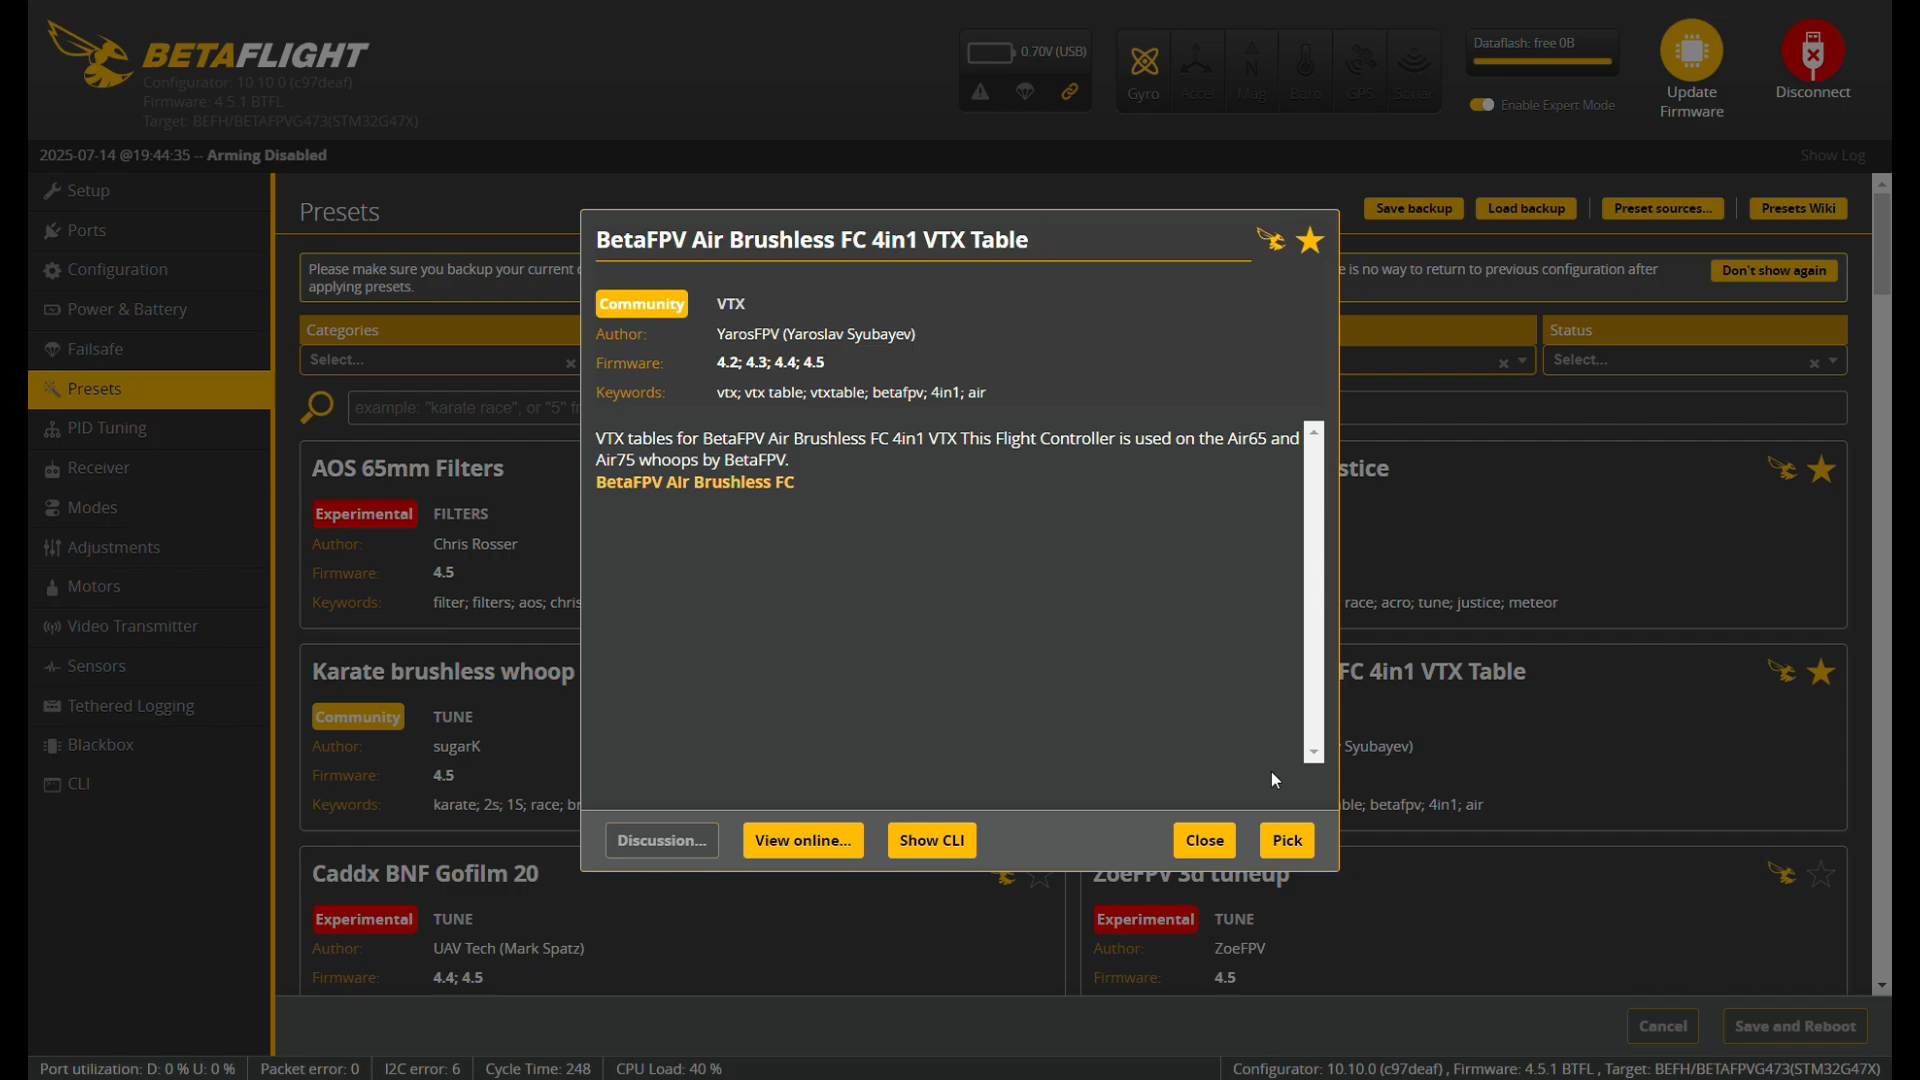 BETAFLIGHT
Configurator: 10.10.0 (c97deaf)
Firmware: 4.5.1 BTFL
Target: BEFH/BETAFPVG473(STM32G47X)
0.70V (USB)
Gyro
Accel
Mag
Baro
GPS
Sonar
Dataflash: free 0B
Enable Expert Mode
Update
Firmware
Disconnect
2025-07-14 @19:44:35 -- Arming Disabled
Show Log
Setup
Ports
Configuration
Power & Battery
Failsafe
Presets
PID Tuning
Receiver
Modes
Adjustments
Motors
Video Transmitter
Sensors
Tethered Logging
Blackbox
CLI
Presets
Save backup
Load backup
Preset sources...
Presets Wiki
Please make sure you backup your current
e is no way to return to previous configuration after
applying presets.
Don't show again
Categories
Select...
Status
Select...
example: "karate race", or "5" f
AOS 65mm Filters
Experimental FILTERS
Author: Chris Rosser
Firmware: 4.5
Keywords: filter; filters; aos; chris
stice
race; acro; tune; justice; meteor
Karate brushless whoop
Community TUNE
Author: sugarK
Firmware: 4.5
Keywords: karate; 2s; 1S; race; br
FC 4in1 VTX Table
Syubayev)
ble; betafpv; 4in1; air
Caddx BNF Gofilm 20
Experimental TUNE
Author: UAV Tech (Mark Spatz)
Firmware: 4.4; 4.5
ZoeFPV 3d tuneup
Experimental TUNE
Author: ZoeFPV
Firmware: 4.5
BetaFPV Air Brushless FC 4in1 VTX Table
Community VTX
Author: YarosFPV (Yaroslav Syubayev)
Firmware: 4.2; 4.3; 4.4; 4.5
Keywords: vtx; vtx table; vtxtable; betafpv; 4in1; air
VTX tables for BetaFPV Air Brushless FC 4in1 VTX This Flight Controller is used on the Air65 and
Air75 whoops by BetaFPV.
BetaFPV Air Brushless FC
Discussion...
View online...
Show CLI
Close
Pick
Cancel
Save and Reboot
Port utilization: D: 0 % U: 0 %
Packet error: 0
I2C error: 6
Cycle Time: 248
CPU Load: 40 %
Configurator: 10.10.0 (c97deaf) , Firmware: 4.5.1 BTFL , Target: BEFH/BETAFPVG473(STM32G47X)